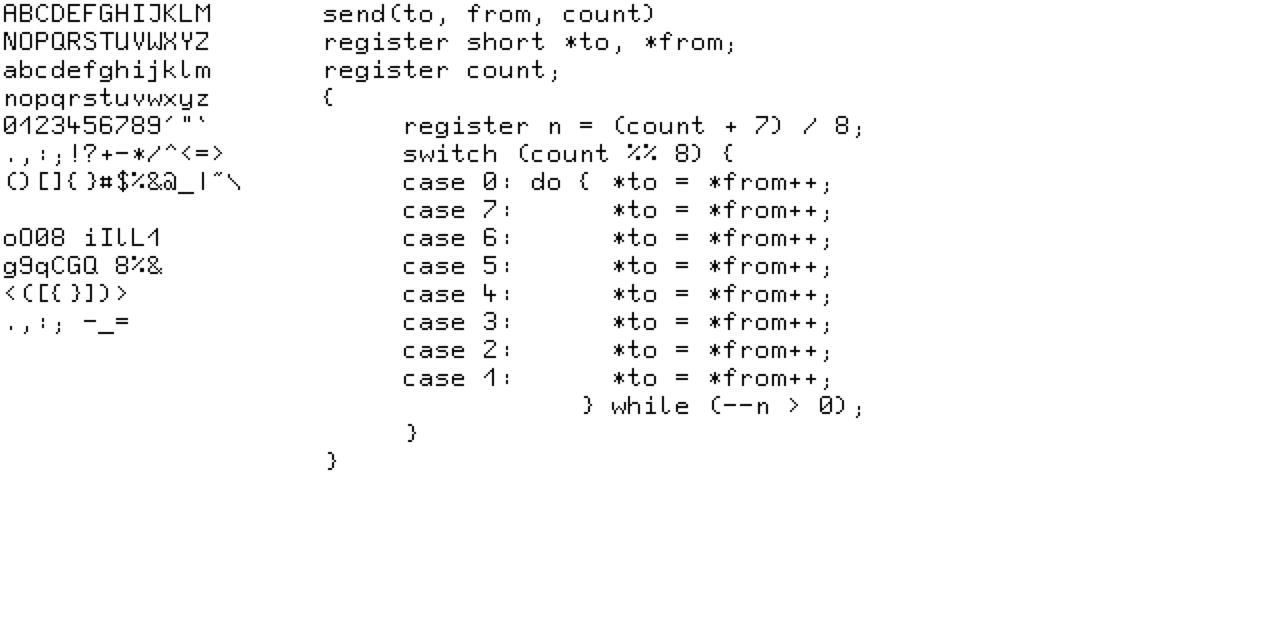 ABCDEFGHIJKLM
NOPQRSTUVWXYZ
abcdefghijklm
nopqrstuvwxyz
0123456789´"`
.,:;!?+-*/^<=>
()[]{}#$%&@_|~\
oO08 iIlL1
g9qCGQ 8%&
<([{}])>
.,:; -_=
send(to, from, count)
register short *to, *from;
register count;
{
     register n = (count + 7) / 8;
     switch (count %% 8) {
     case 0: do { *to = *from++;
     case 7:      *to = *from++;
     case 6:      *to = *from++;
     case 5:      *to = *from++;
     case 4:      *to = *from++;
     case 3:      *to = *from++;
     case 2:      *to = *from++;
     case 1:      *to = *from++;
                } while (--n > 0);
     }
}